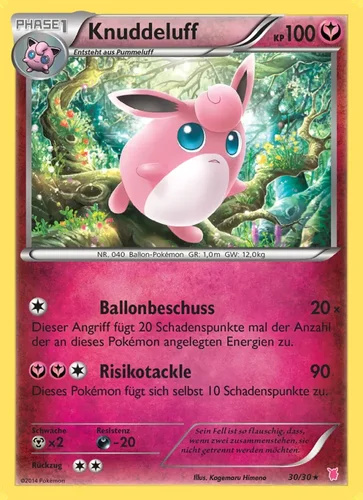 PHASE 1
Knuddeluff
KP 100
Entsteht aus Pummeluff
NR. 040 Ballon-Pokémon GR: 1,0m GW: 12,0kg
Ballonbeschuss 20×
Dieser Angriff fügt 20 Schadenspunkte mal der Anzahl
der an dieses Pokémon angelegten Energien zu.
Risikotackle 90
Dieses Pokémon fügt sich selbst 10 Schadenspunkte zu.
Schwäche
×2
Resistenz
-20
Rückzug
Sein Fell ist so flauschig, dass,
wenn zwei zusammenstehen, sie
nicht getrennt werden möchten.
©2014 Pokémon
Illus. Kagemaru Himeno
30/30★